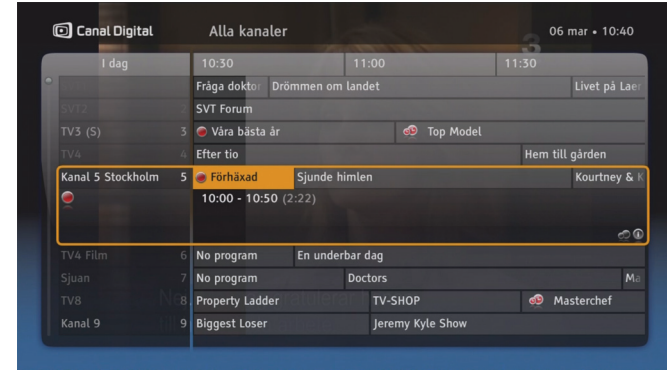 Canal Digital Alla kanaler 06 mar • 10:40
I dag 10:30 11:00 11:30
Fråga doktor Drömmen om landet Livet på Laer
SVT2 2 SVT Forum
TV3 (S) 3 Våra bästa år Top Model
TV4 4 Efter tio Hem till gården
Kanal 5 Stockholm 5 Förhäxad Sjunde himlen Kourtney & K
10:00 - 10:50 (2:22)
TV4 Film 6 No program En underbar dag
Sjuan 7 No program Doctors Ma
TV8 8 Property Ladder TV-SHOP Masterchef
Kanal 9 9 Biggest Loser Jeremy Kyle Show